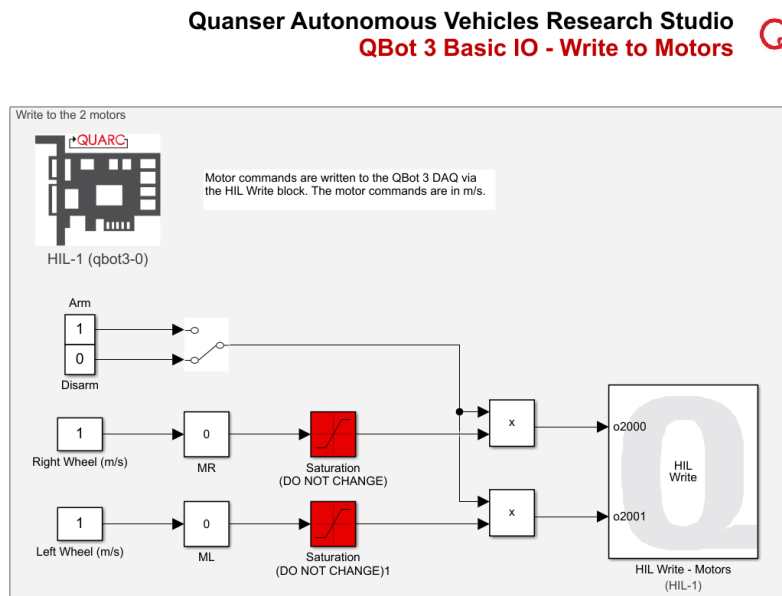 Quanser Autonomous Vehicles Research Studio
QBot 3 Basic IO - Write to Motors
Write to the 2 motors
QUARC
Motor commands are written to the QBot 3 DAQ via
the HIL Write block. The motor commands are in m/s.
HIL-1 (qbot3-0)
Arm
1
0
Disarm
1
Right Wheel (m/s)
0
MR
Saturation
(DO NOT CHANGE)
x
o2000
HIL
Write
1
Left Wheel (m/s)
0
ML
Saturation
(DO NOT CHANGE)1
x
o2001
HIL Write - Motors
(HIL-1)